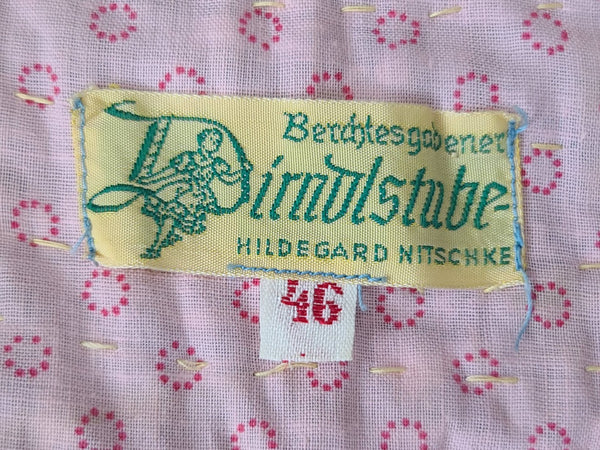 Berchtesgadener
Dirndlstube
HILDEGARD NITSCHKE
46